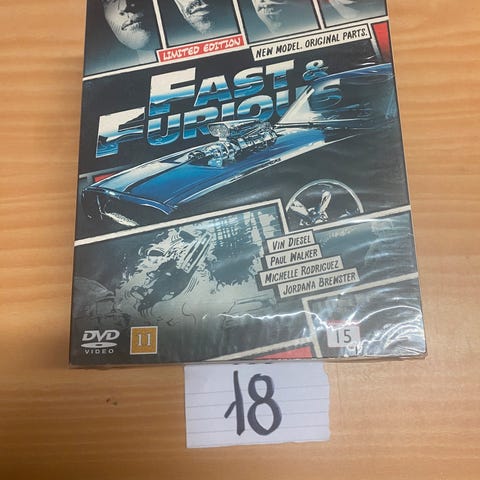 LIMITED EDITION
NEW MODEL. ORIGINAL PARTS.
FAST &
FURIOUS
VIN DIESEL
PAUL WALKER
MICHELLE RODRIGUEZ
JORDANA BREWSTER
DVD
VIDEO
11
15
18